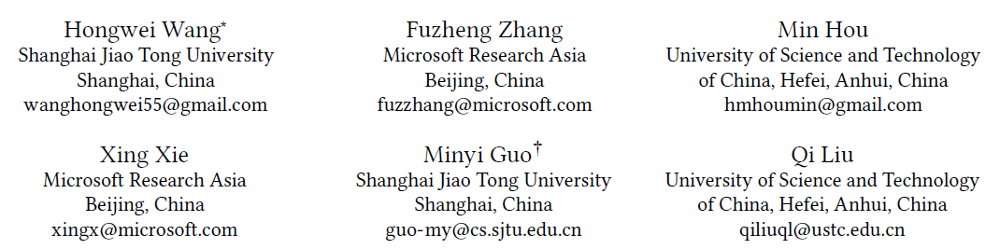 Hongwei Wang*
Shanghai Jiao Tong University
Shanghai, China
wanghongwei55@gmail.com
Fuzheng Zhang
Microsoft Research Asia
Beijing, China
fuzzhang@microsoft.com
Min Hou
University of Science and Technology
of China, Hefei, Anhui, China
hmhoumin@gmail.com
Xing Xie
Microsoft Research Asia
Beijing, China
xingx@microsoft.com
Minyi Guo†
Shanghai Jiao Tong University
Shanghai, China
guo-my@cs.sjtu.edu.cn
Qi Liu
University of Science and Technology
of China, Hefei, Anhui, China
qiliuql@ustc.edu.cn